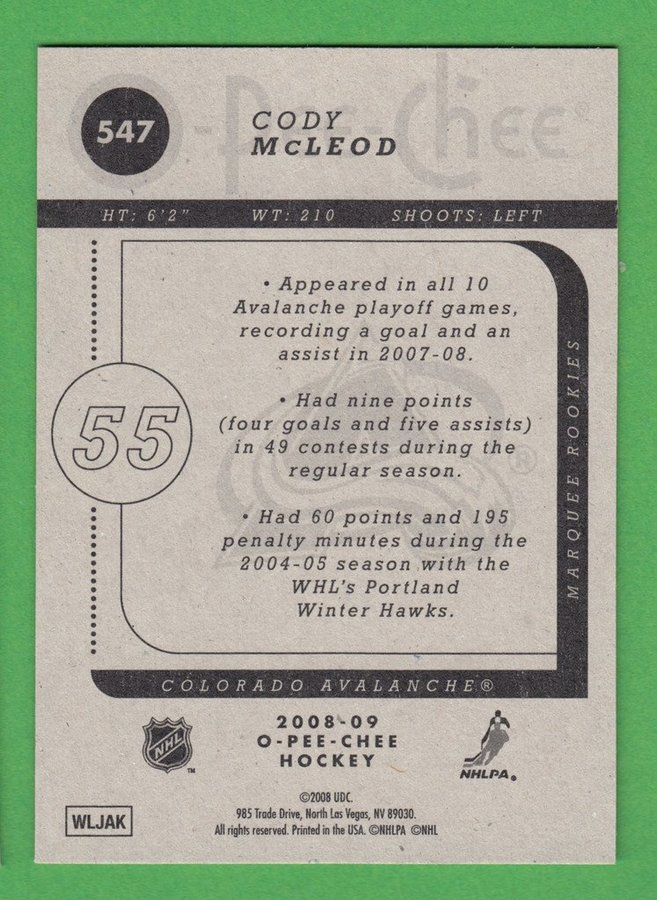 O-Pee-Chee®
547
CODY
McLEOD
HT: 6'2" WT: 210 SHOOTS: LEFT
• Appeared in all 10
Avalanche playoff games,
recording a goal and an
assist in 2007-08.
• Had nine points
(four goals and five assists)
in 49 contests during the
regular season.
• Had 60 points and 195
penalty minutes during the
2004-05 season with the
WHL's Portland
Winter Hawks.
55
®
MARQUEE ROOKIES
COLORADO AVALANCHE®
NHL
™
2008-09
O-PEE-CHEE
HOCKEY
NHLPA®
©2008 UDC.
985 Trade Drive, North Las Vegas, NV 89030.
All rights reserved. Printed in the USA. ©NHLPA ©NHL
WLJAK